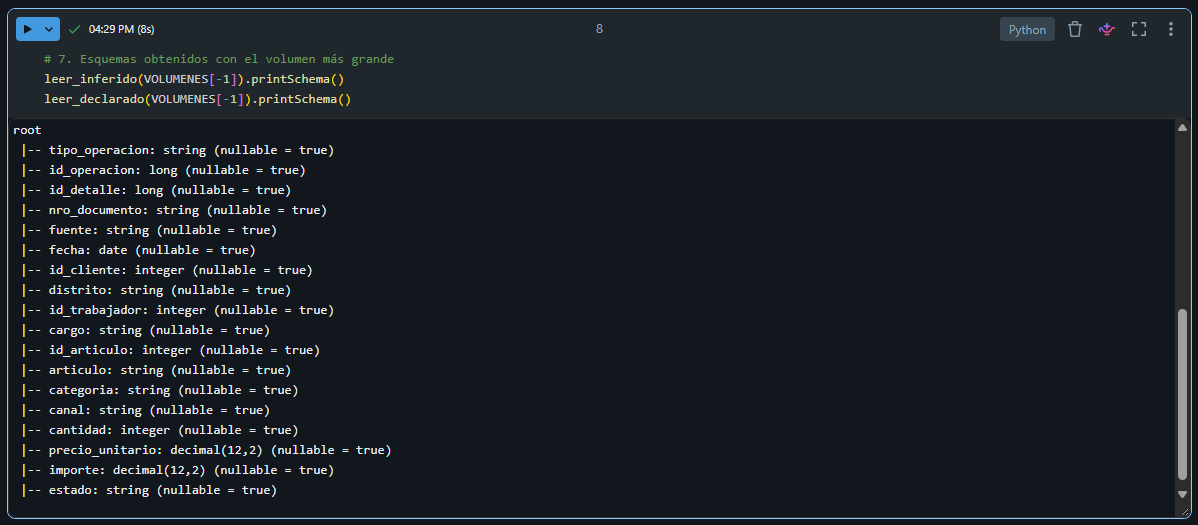 04:29 PM (8s)
8
Python
# 7. Esquemas obtenidos con el volumen más grande
leer_inferido(VOLUMENES[-1]).printSchema()
leer_declarado(VOLUMENES[-1]).printSchema()
root
 |-- tipo_operacion: string (nullable = true)
 |-- id_operacion: long (nullable = true)
 |-- id_detalle: long (nullable = true)
 |-- nro_documento: string (nullable = true)
 |-- fuente: string (nullable = true)
 |-- fecha: date (nullable = true)
 |-- id_cliente: integer (nullable = true)
 |-- distrito: string (nullable = true)
 |-- id_trabajador: integer (nullable = true)
 |-- cargo: string (nullable = true)
 |-- id_articulo: integer (nullable = true)
 |-- articulo: string (nullable = true)
 |-- categoria: string (nullable = true)
 |-- canal: string (nullable = true)
 |-- cantidad: integer (nullable = true)
 |-- precio_unitario: decimal(12,2) (nullable = true)
 |-- importe: decimal(12,2) (nullable = true)
 |-- estado: string (nullable = true)